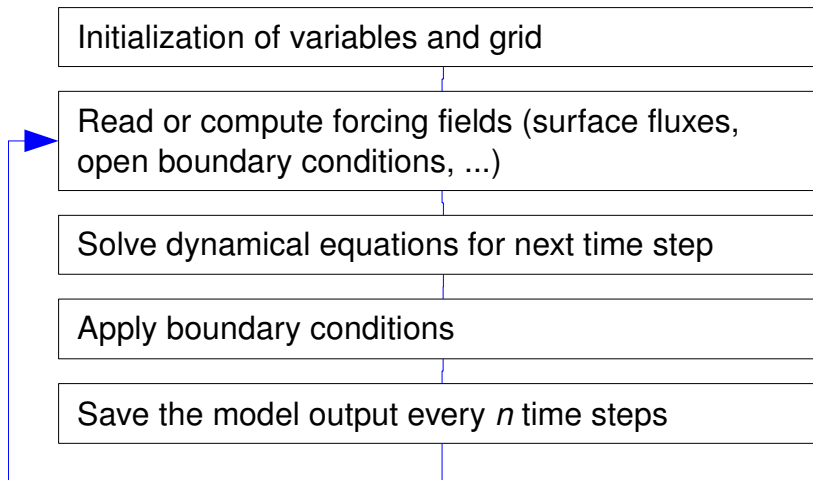 Initialization of variables and grid
Read or compute forcing fields (surface fluxes,
open boundary conditions, ...)
Solve dynamical equations for next time step
Apply boundary conditions
Save the model output every n time steps